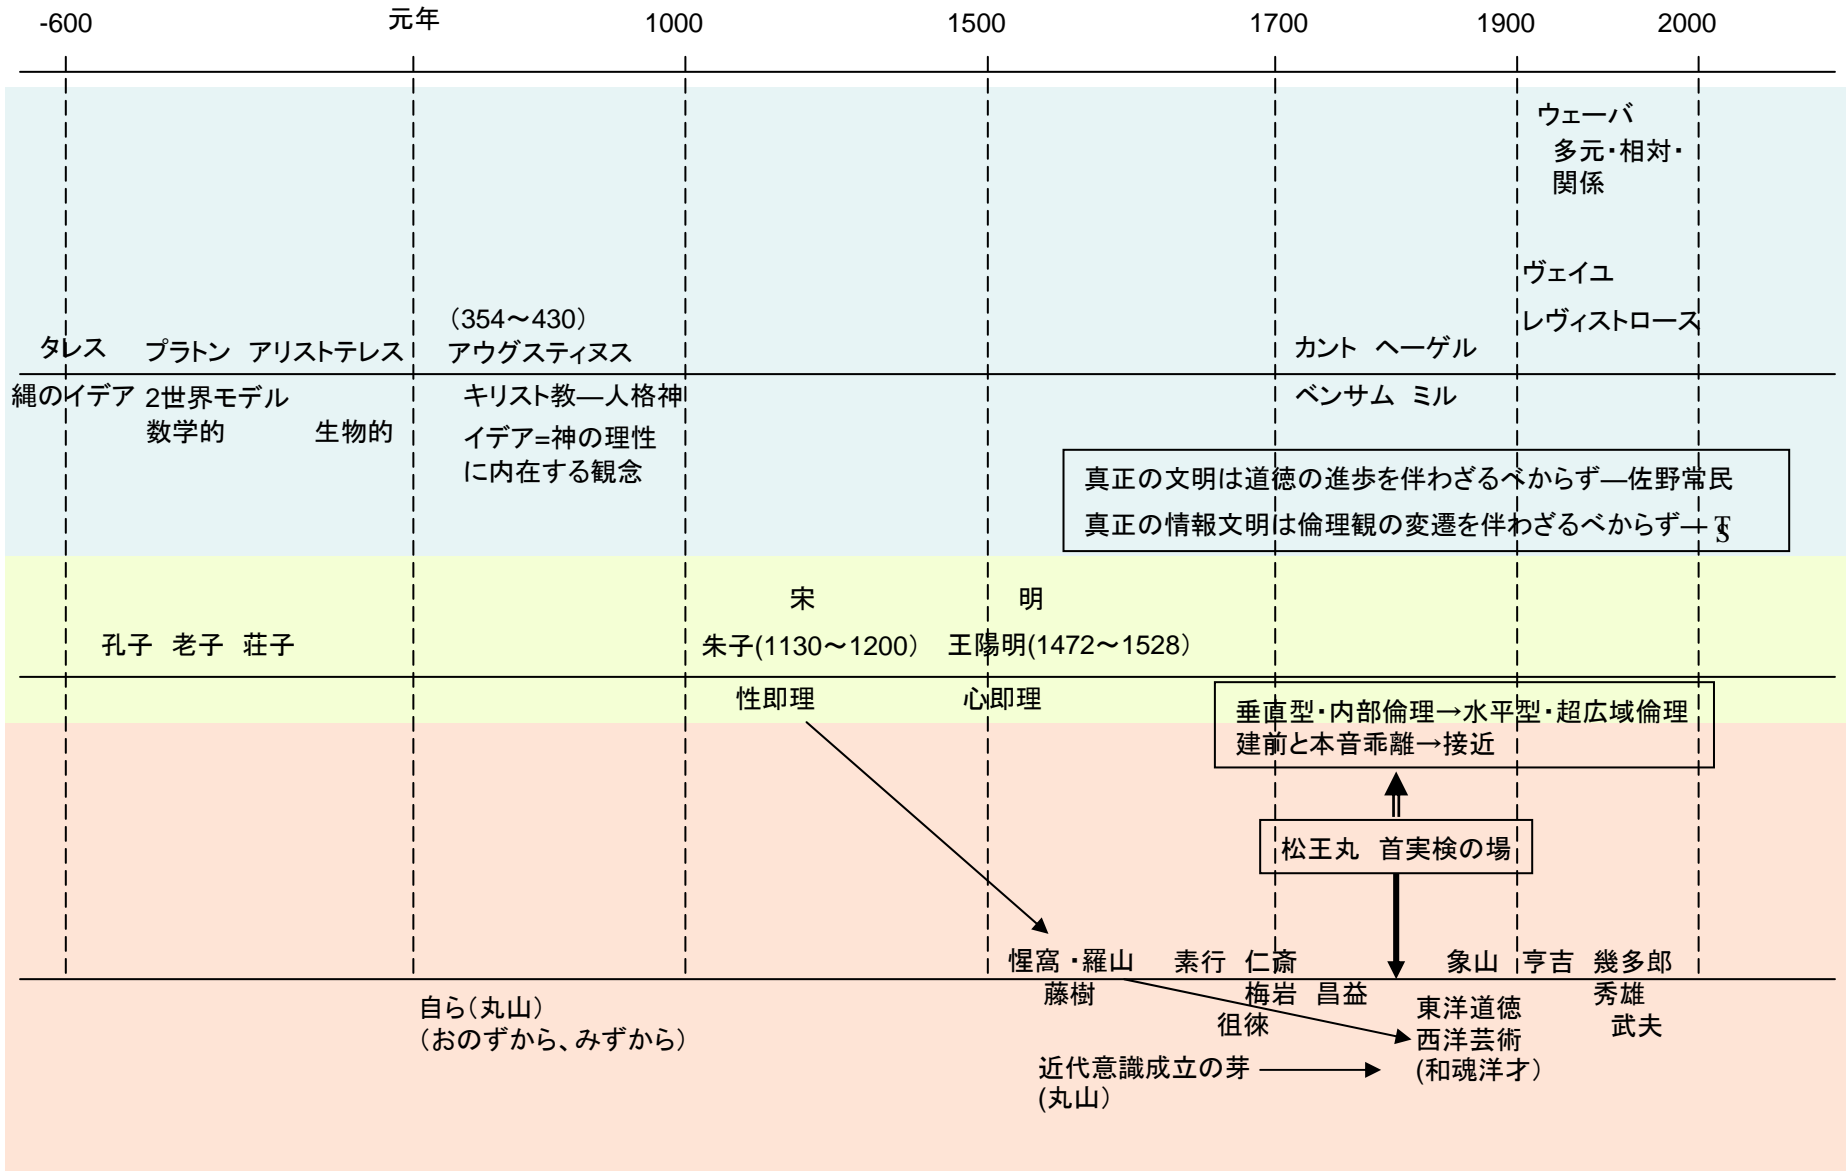 -600 元年 1000 1500 1700 1900 2000
ウェーバ
多元・相対・
関係
ヴェイユ
レヴィストロース
(354～430)
タレス プラトン アリストテレス アウグスティヌス カント ヘーゲル
縄のイデア 2世界モデル キリスト教―人格神 ベンサム ミル
数学的 生物的 イデア=神の理性
に内在する観念
真正の文明は道徳の進歩を伴わざるべからず―佐野常民
真正の情報文明は倫理観の変遷を伴わざるべからず―
宋 明
孔子 老子 荘子 朱子(1130～1200) 王陽明(1472～1528)
性即理 心即理
垂直型・内部倫理→水平型・超広域倫理
建前と本音乖離→接近
松王丸 首実検の場
惺窩・羅山 素行 仁斎 象山 亨吉 幾多郎
藤樹 梅岩 昌益 秀雄
徂徠 武夫
自ら(丸山)
(おのずから、みずから)
東洋道徳
西洋芸術
(和魂洋才)
近代意識成立の芽
(丸山)